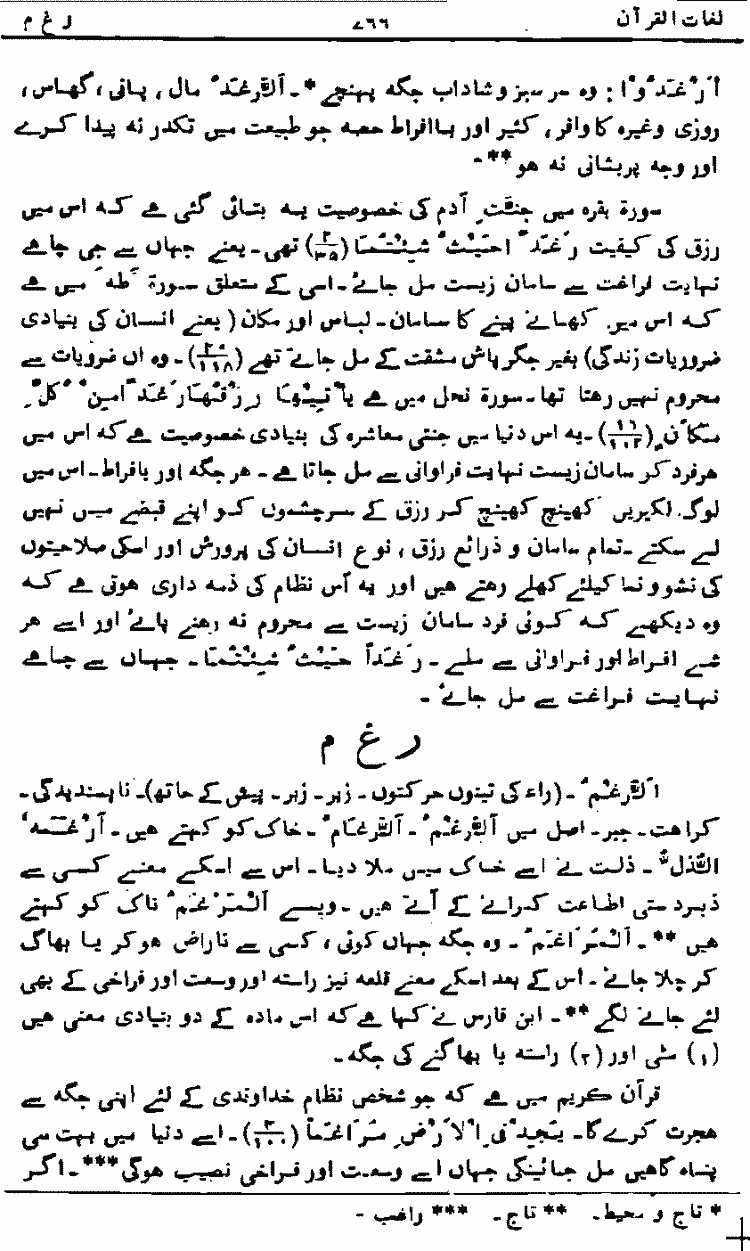 لغات القرآن ۷۶۶ ر غ م
اَرْغَدُوْا : وہ سرسبز و شاداب جگہ پہنچے *۔ اَلرَّغَدُ مال ، پانی ، گھاس ،
روزی وغیرہ کا وافر ، کثیر اور باافراط حصہ جو طبیعت میں تکدر نہ پیدا کرے
اور وجہ پریشانی نہ ہو **۔
سورة بقرہ میں جنّتِ آدم کی خصوصیت یہ بتائی گئی ہے کہ اس میں
رزق کی کیفیت رَغَداً حَيْثُ شِئْتُمَا (۲/۳۵) تھی ۔ یعنے جہاں سے جی چاہے
نہایت فراغت سے سامان زیست مل جائے ۔ اسی کے متعلق سورۃ طٰہٰ میں ہے
کہ اس میں کھانے پینے کا سامان ۔ لباس اور مکان ( یعنے انسان کی بنیادی
ضروریات زندگی) بغیر جگر پاش مشقت کے مل جاتے تھے (۲۰/۱۱۸) ۔ وہ ان ضروریات سے
محروم نہیں رہتا تھا ۔ سورۃ نحل میں ہے يَاْتِيْهَا رِزْقُهَا رَغَداً مِنْ كُلِّ
مَكَانٍ (۱۶/۱۱۲) ۔ یہ اس دنیا میں جنتی معاشرہ کی بنیادی خصوصیت ہے کہ اس میں
ہر فرد کو سامان زیست نہایت فراوانی سے مل جاتا ہے ۔ ہر جگہ اور بافراط ۔ اس میں
لوگ لکیریں کھینچ کھینچ کر رزق کے سرچشموں کو اپنے قبضے میں نہیں
لے سکتے ۔ تمام سامان و ذرائع رزق ، نوع انسان کی پرورش اور اسکی صلاحیتوں
کی نشو و نما کیلئے کھلے رہتے ہیں اور یہ اُس نظام کی ذمہ داری ہوتی ہے کہ
وہ دیکھے کہ کوئی فرد سامان زیست سے محروم نہ رہنے پائے اور اسے ہر
شے افراط اور فراوانی سے ملے ۔ رَغَداً حَيْثُ شِئْتُمَا ۔ جہاں سے چاہے
نہایت فراغت سے مل جائے ۔
ر غ م
اَلرَّغْمُ ۔ (راء کی تینوں حرکتوں ۔ زبر ۔ زیر ۔ پیش کے ساتھ) ۔ ناپسندیدگی ۔
کراہت ۔ جبر ۔ اصل میں اَلرَّغْمُ ۔ اَلرَّغَامُ ۔ خاک کو کہتے ہیں ۔ اَرْغَمَهُ
الذُّلُّ ۔ ذلت نے اسے خاک میں ملا دیا ۔ اس سے اسکے معنے کسی سے
زبردستی اطاعت کرانے کے آتے ہیں ۔ ویسے اَلْمَرْغَمُ ناک کو کہتے
ہیں **۔ اَلْمُرَاغَمُ ۔ وہ جگہ جہاں کوئی ، کسی سے ناراض ہوکر یا بھاگ
کر چلا جائے ۔ اُس کے بعد اسکے معنے قلعہ نیز راستہ اور وسعت اور فراخی کے بھی
لئے جانے لگے **۔ ابن فارس نے کہا ہے کہ اس مادہ کے دو بنیادی معنی ہیں
(۱) مٹی اور (۲) راستہ یا بھاگنے کی جگہ ۔
قرآن کریم میں ہے کہ جو شخص نظام خداوندی کے لئے اپنی جگہ سے
ہجرت کرے گا ۔ يَجِدْ فِي الْاَرْضِ مُرَاغَماً (۴/۱۰۰) ۔ اسے دنیا میں بہت سی
پناہ گاہیں مل جائینگی جہاں اسے وسعت اور فراخی نصیب ہوگی ***۔ اگر
* تاج و محیط ۔ ** تاج ۔ *** راغب ۔